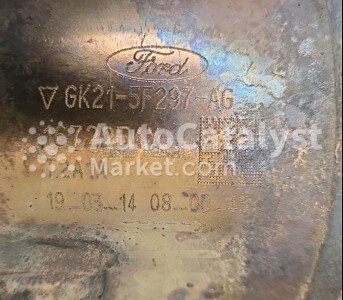 Ford
▽ GK21-5F297-AG
AutoCatalyst
Market.com
19 03 14 08